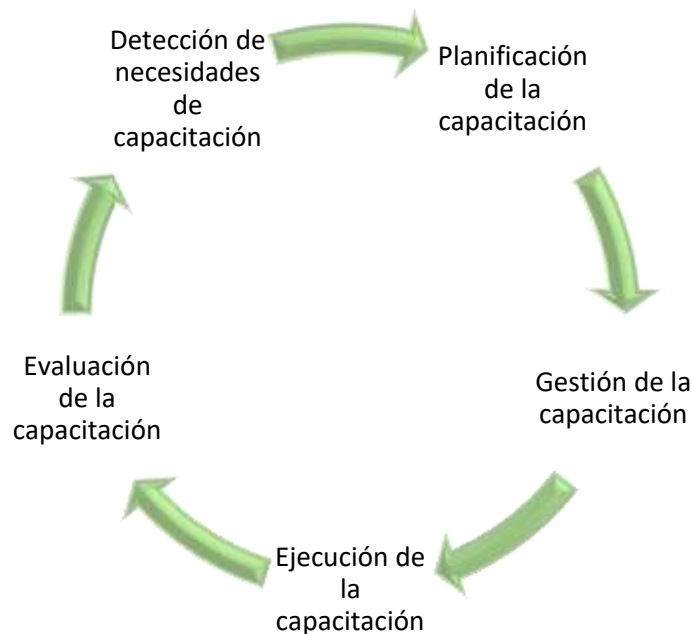 Detección de
necesidades
de
capacitación
Planificación
de la
capacitación
Gestión de la
capacitación
Ejecución de
la
capacitación
Evaluación
de la
capacitación